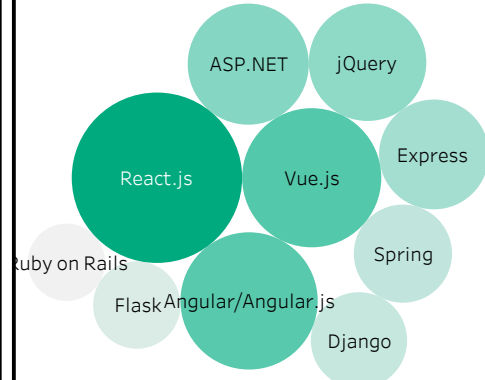 ASP.NET
jQuery
Express
React.js
Vue.js
Spring
Ruby on Rails
Flask
Angular/Angular.js
Django